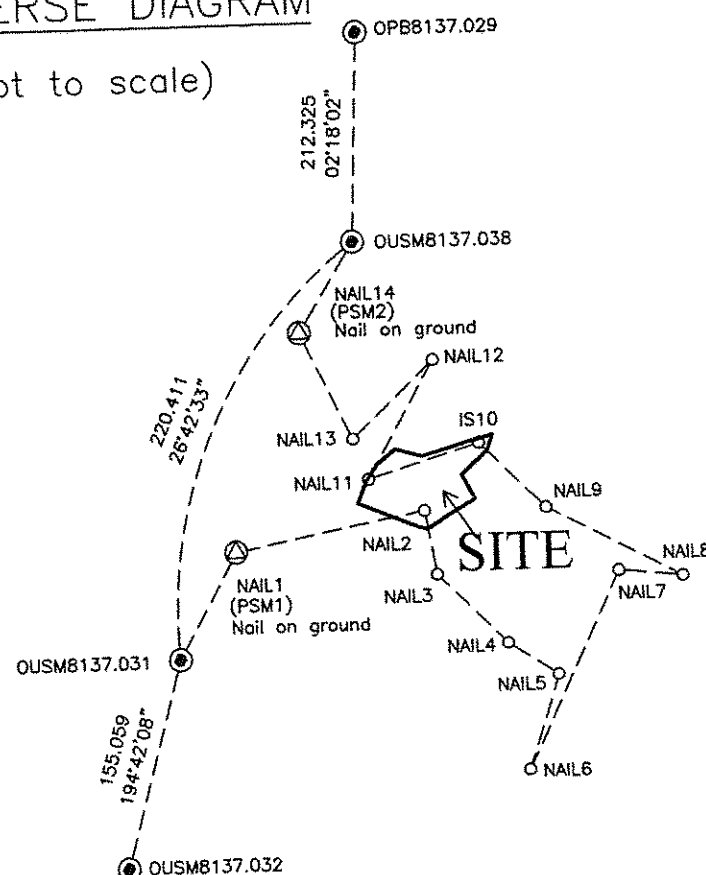 DIAGRAM
to scale)
OPB8137.029
212.325
02°18'02"
OUSM8137.038
NAIL14
(PSM2)
Nail on ground
NAIL12
220.411
26°42'33"
IS10
NAIL13
NAIL11
NAIL9
NAIL2
SITE
NAIL8
NAIL1
(PSM1)
Nail on ground
NAIL3
NAIL7
NAIL4
OUSM8137.031
NAIL5
155.059
194°42'08"
NAIL6
OUSM8137.032